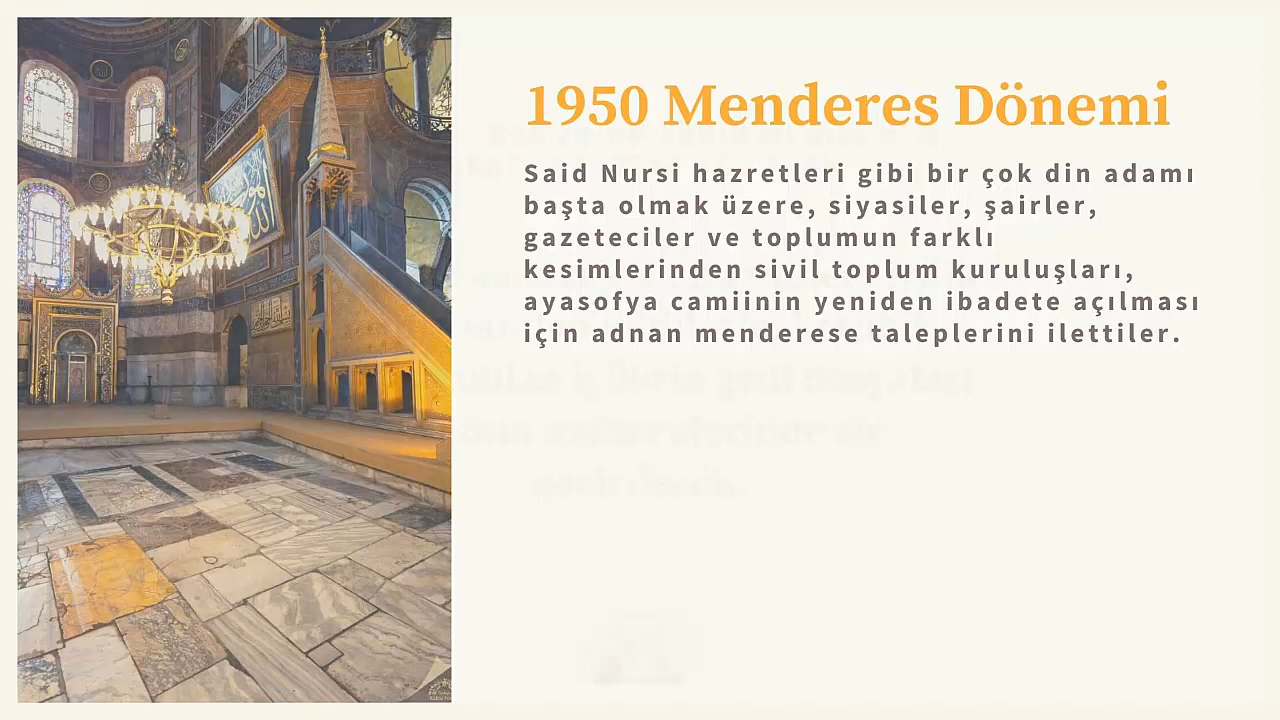 1950 Menderes Dönemi
Said Nursi hazretleri gibi bir çok din adamı
başta olmak üzere, siyasiler, şairler,
gazeteciler ve toplumun farklı
kesimlerinden sivil toplum kuruluşları,
ayasofya camiinin yeniden ibadete açılması
için adnan menderese taleplerini ilettiler.